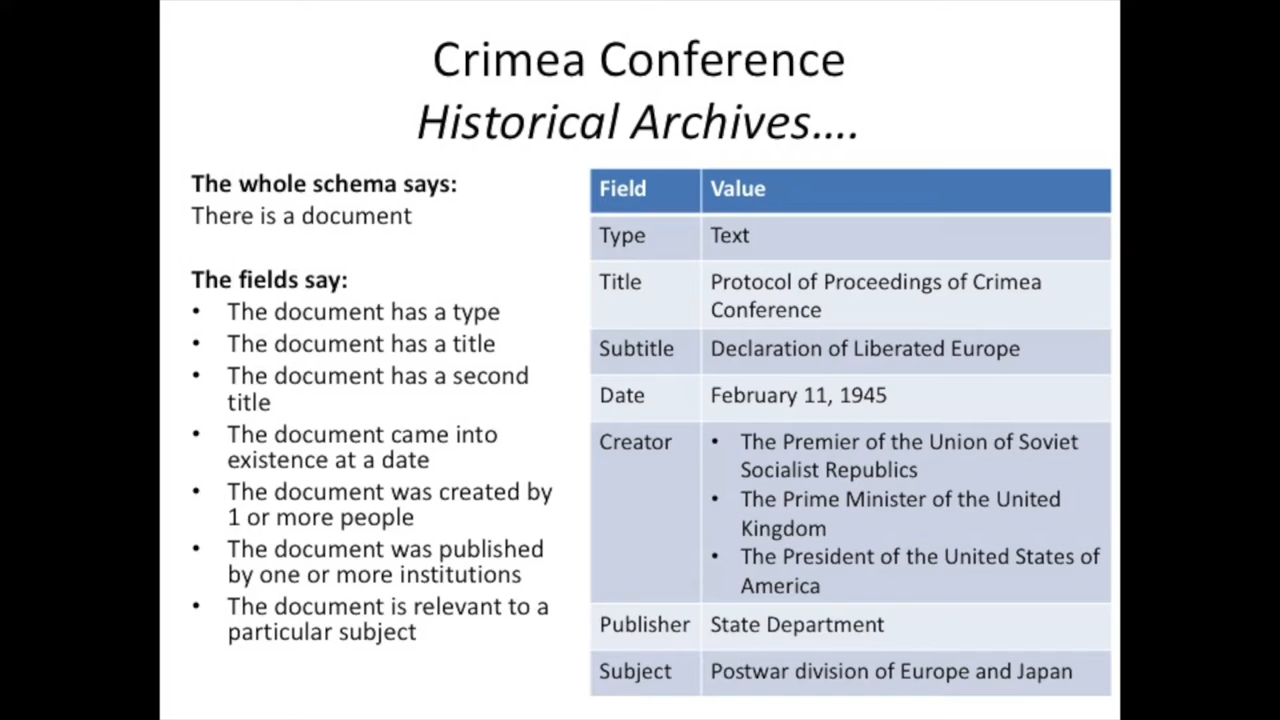 Crimea Conference
Historical Archives....
The whole schema says:
There is a document
The fields say:
• The document has a type
• The document has a title
• The document has a second
title
• The document came into
existence at a date
• The document was created by
1 or more people
• The document was published
by one or more institutions
• The document is relevant to a
particular subject
Field Value
Type Text
Title Protocol of Proceedings of Crimea
Conference
Subtitle Declaration of Liberated Europe
Date February 11, 1945
Creator • The Premier of the Union of Soviet
Socialist Republics
• The Prime Minister of the United
Kingdom
• The President of the United States of
America
Publisher State Department
Subject Postwar division of Europe and Japan